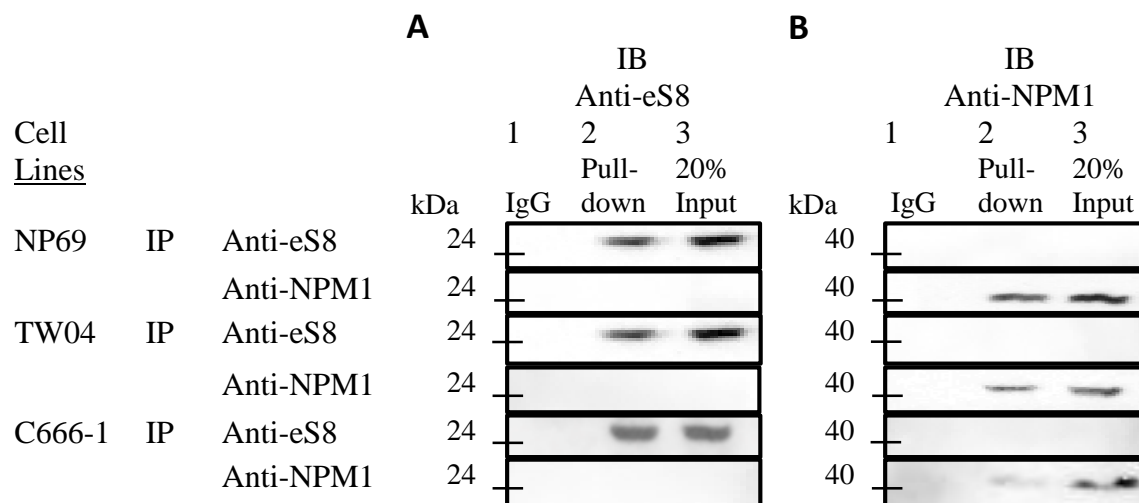 A B
IB IB
Anti-eS8 Anti-NPM1
Cell 1 2 3 1 2 3
Lines Pull- 20% Pull- 20%
kDa IgG down Input kDa IgG down Input
NP69 IP Anti-eS8 24 40
Anti-NPM1 24 40
TW04 IP Anti-eS8 24 40
Anti-NPM1 24 40
C666-1 IP Anti-eS8 24 40
Anti-NPM1 24 40